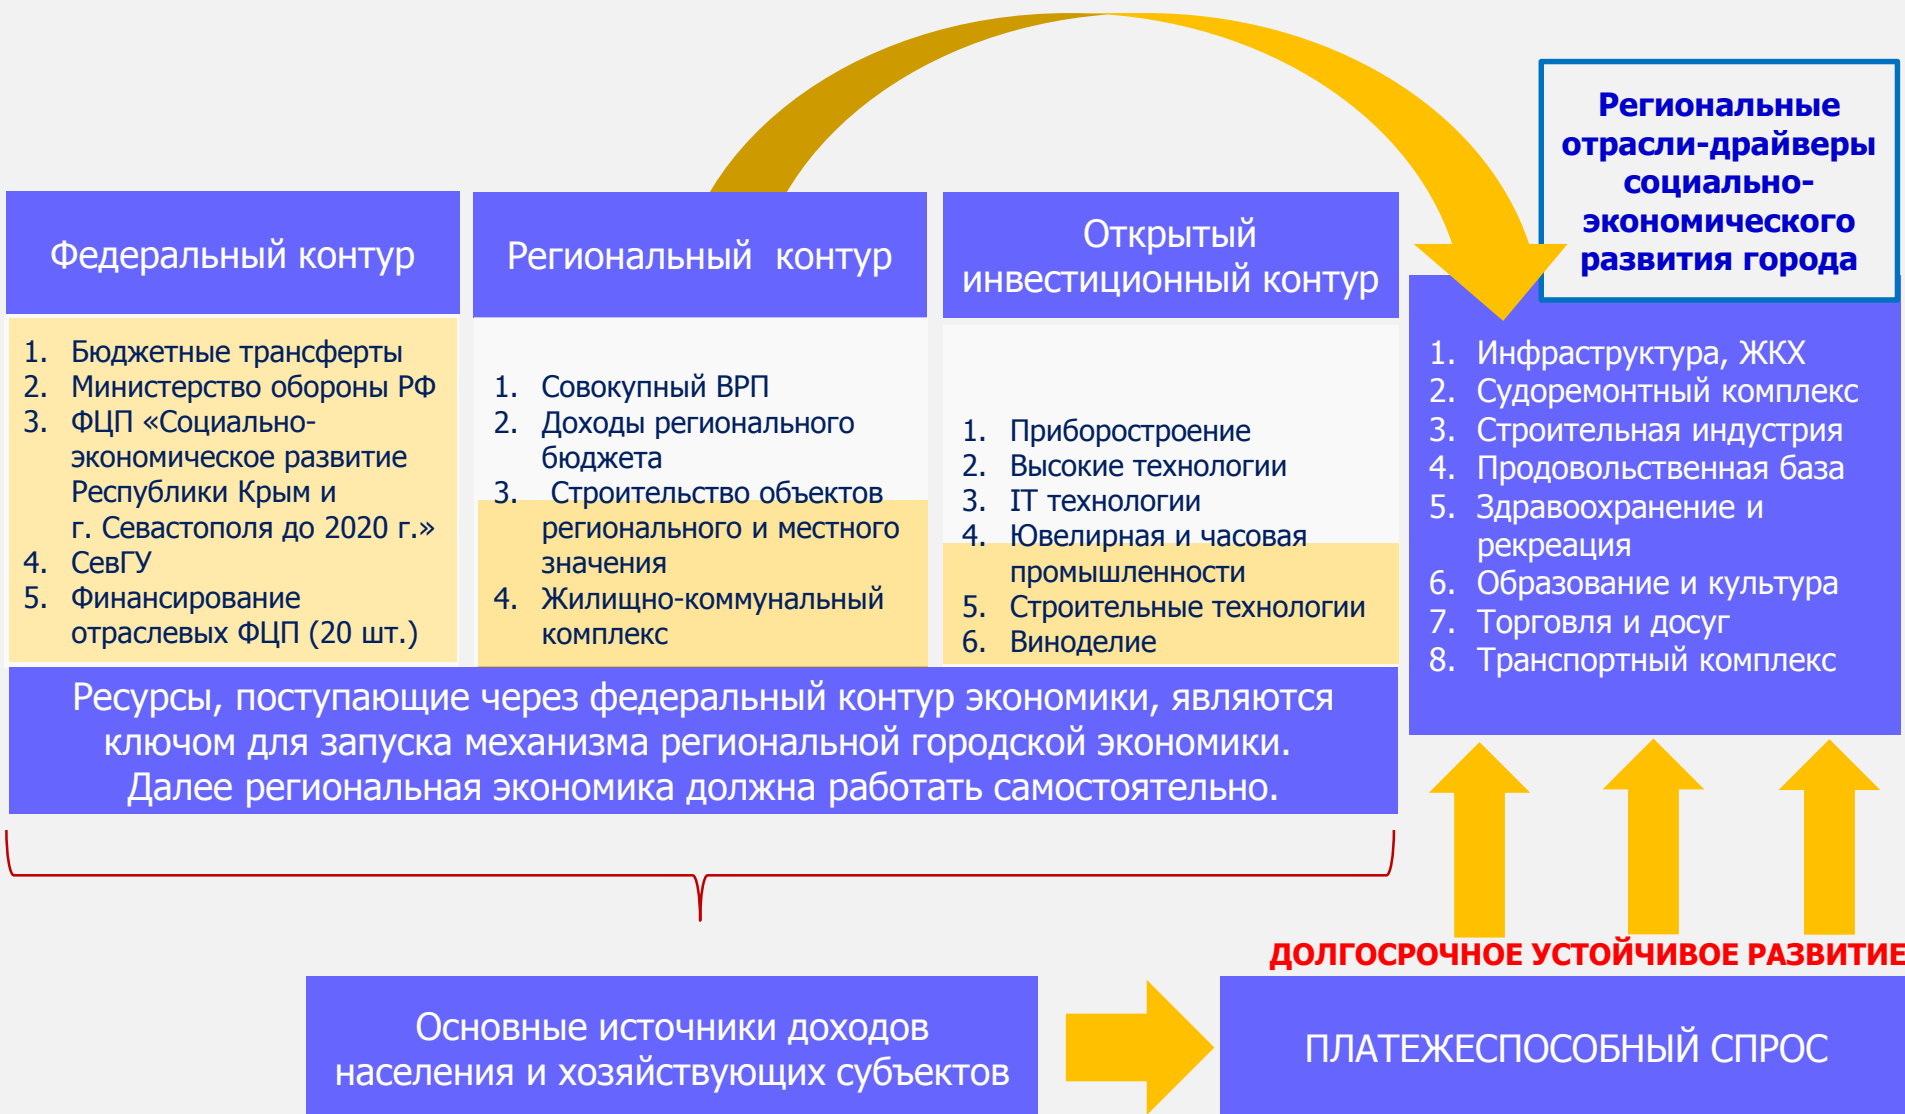 Региональные
отрасли-драйверы
социально-
экономического
развития города
Федеральный контур
1. Бюджетные трансферты
2. Министерство обороны РФ
3. ФЦП «Социально-
экономическое развитие
Республики Крым и
г. Севастополя до 2020 г.»
4. СевГУ
5. Финансирование
отраслевых ФЦП (20 шт.)
Региональный контур
1. Совокупный ВРП
2. Доходы регионального
бюджета
3. Строительство объектов
регионального и местного
значения
4. Жилищно-коммунальный
комплекс
Открытый
инвестиционный контур
1. Приборостроение
2. Высокие технологии
3. IT технологии
4. Ювелирная и часовая
промышленности
5. Строительные технологии
6. Виноделие
1. Инфраструктура, ЖКХ
2. Судоремонтный комплекс
3. Строительная индустрия
4. Продовольственная база
5. Здравоохранение и
рекреация
6. Образование и культура
7. Торговля и досуг
8. Транспортный комплекс
Ресурсы, поступающие через федеральный контур экономики, являются
ключом для запуска механизма региональной городской экономики.
Далее региональная экономика должна работать самостоятельно.
ДОЛГОСРОЧНОЕ УСТОЙЧИВОЕ РАЗВИТИЕ
Основные источники доходов
населения и хозяйствующих субъектов
ПЛАТЕЖЕСПОСОБНЫЙ СПРОС